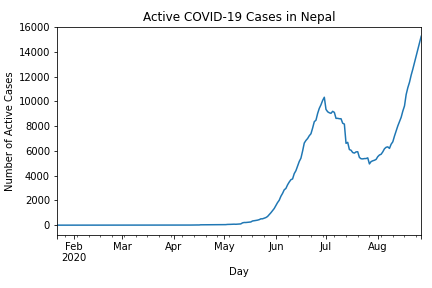 Active COVID-19 Cases in Nepal
16000
14000
12000
10000
8000
6000
4000
2000
0
Number of Active Cases
Feb Mar Apr May Jun Jul Aug
2020
Day